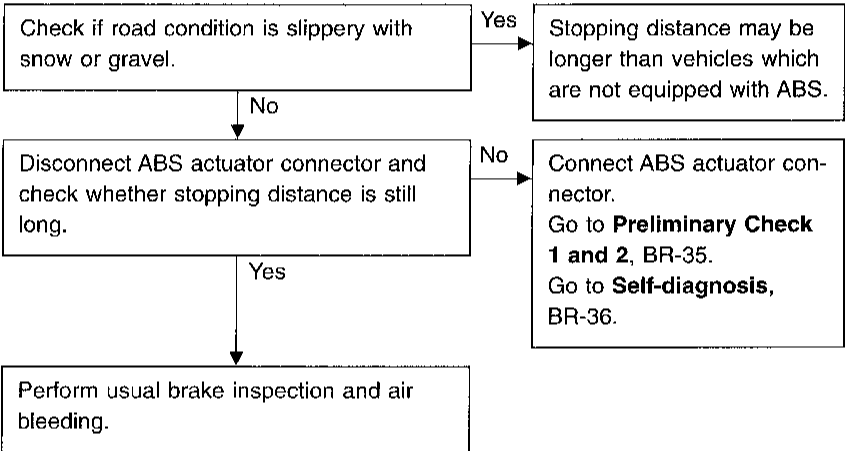 Check if road condition is slippery with
snow or gravel.
Yes
Stopping distance may be
longer than vehicles which
are not equipped with ABS.
No
Disconnect ABS actuator connector and
check whether stopping distance is still
long.
No
Connect ABS actuator con-
nector.
Go to Preliminary Check
1 and 2, BR-35.
Go to Self-diagnosis,
BR-36.
Yes
Perform usual brake inspection and air
bleeding.